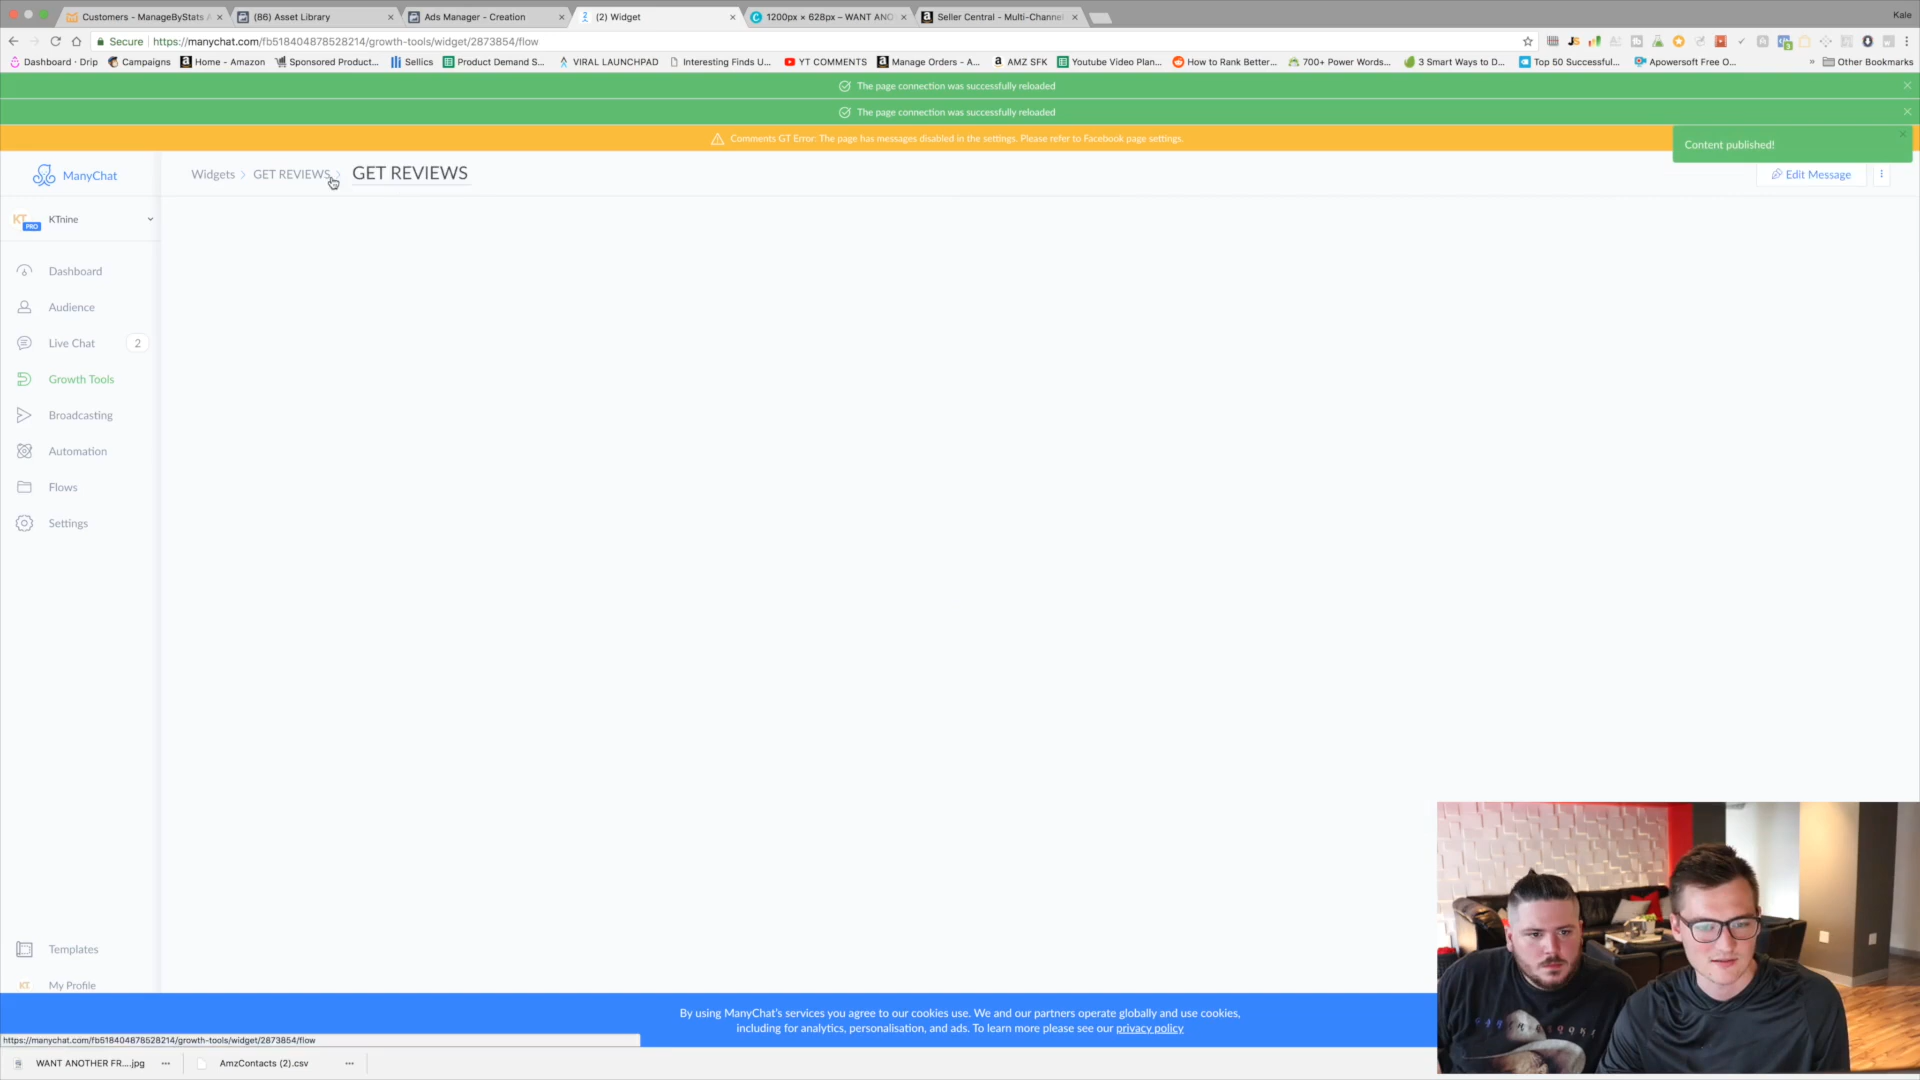 Customers - ManageByStats
(86) Asset Library
Ads Manager - Creation
(2) Widget
1200px × 628px – WANT ANO
Seller Central - Multi-Channel
Kale
Secure
https://manychat.com/fb518404878528214/growth-tools/widget/2873854/flow
Dashboard · Drip
Campaigns
Home - Amazon
Sponsored Product...
Sellics
Product Demand S...
VIRAL LAUNCHPAD
Interesting Finds U...
YT COMMENTS
Manage Orders - A...
AMZ SFK
Youtube Video Plan...
How to Rank Better...
700+ Power Words...
3 Smart Ways to D...
Top 50 Successful...
Apowersoft Free O...
»
Other Bookmarks
The page connection was successfully reloaded
The page connection was successfully reloaded
Comments GT Error: The page has messages disabled in the settings. Please refer to Facebook page settings.
Content published!
ManyChat
Widgets > GET REVIEWS > GET REVIEWS
Edit Message
KT
PRO
KTnine
Dashboard
Audience
Live Chat
2
Growth Tools
Broadcasting
Automation
Flows
Settings
Templates
KT
My Profile
By using ManyChat's services you agree to our cookies use. We and our partners operate globally and use cookies,
including for analytics, personalisation, and ads. To learn more please see our privacy policy
https://manychat.com/fb518404878528214/growth-tools/widget/2873854/flow
WANT ANOTHER FR....jpg
AmzContacts (2).csv